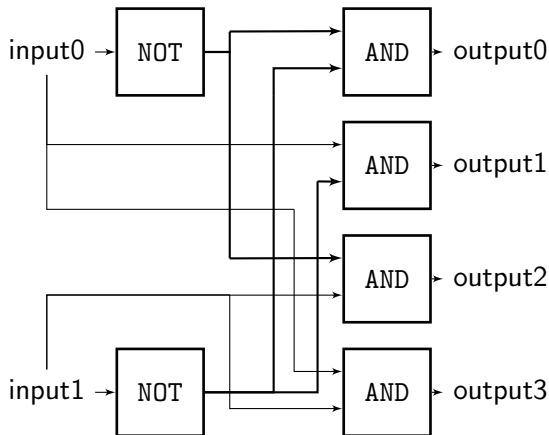 input0 NOT AND output0
AND output1
AND output2
input1 NOT AND output3